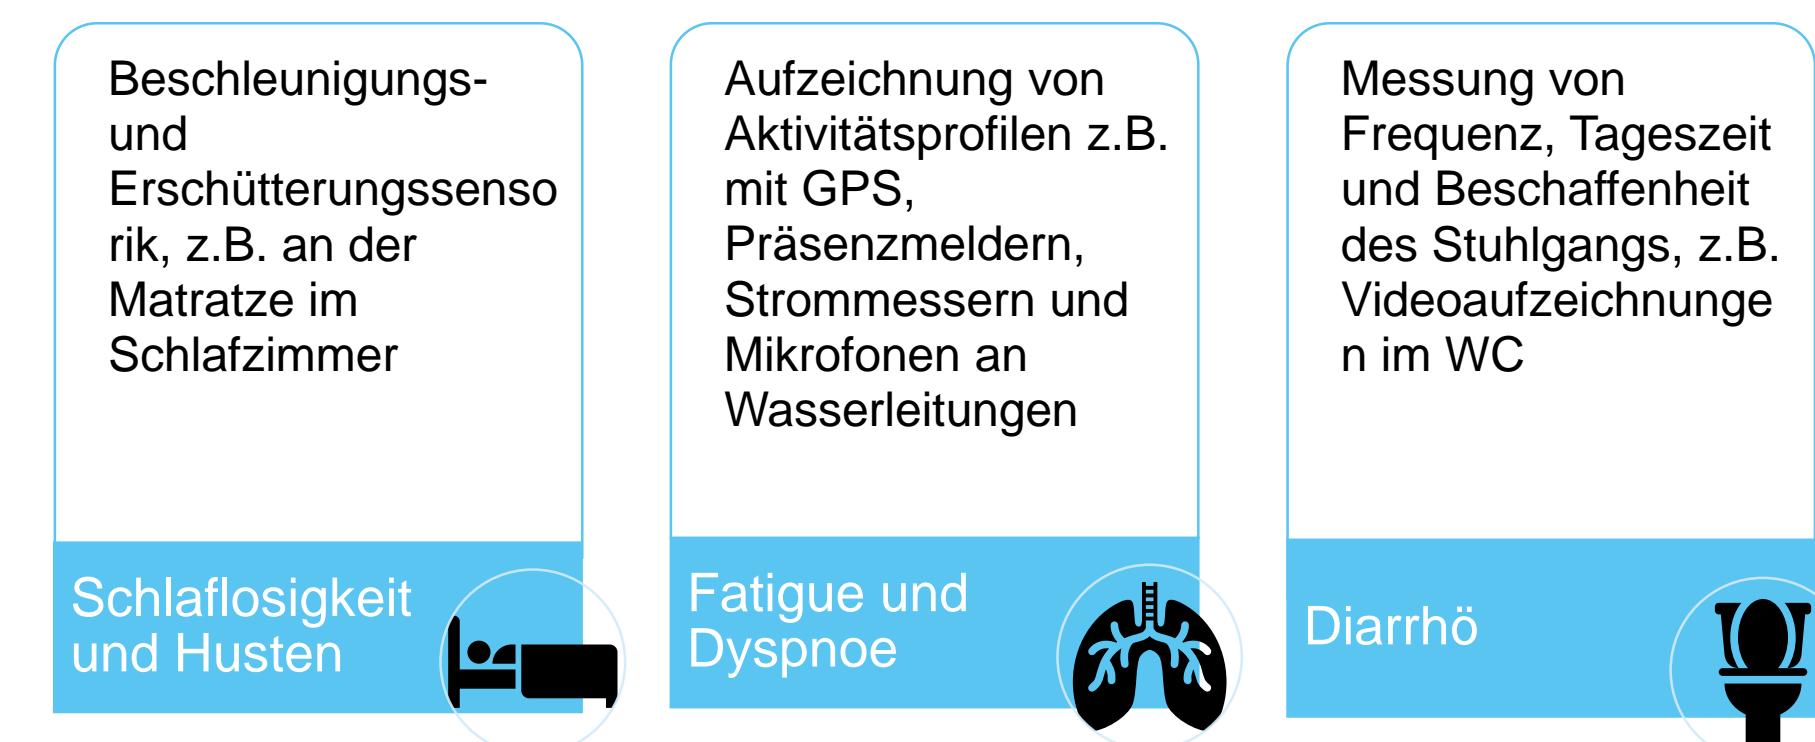 Beschleunigungs-
und
Erschütterungssenso
rik, z.B. an der
Matratze im
Schlafzimmer
Schlaflosigkeit
und Husten
Aufzeichnung von
Aktivitätsprofilen z.B.
mit GPS,
Präsenzmeldern,
Strommessern und
Mikrofonen an
Wasserleitungen
Fatigue und
Dyspnoe
Messung von
Frequenz, Tageszeit
und Beschaffenheit
des Stuhlgangs, z.B.
Videoaufzeichnunge
n im WC
Diarrhö